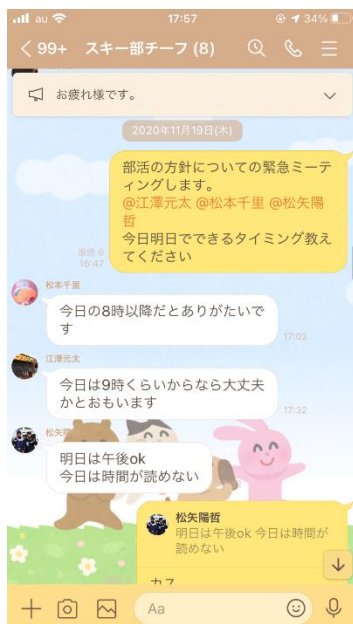 au
17:57
34%
99+ スキー部チーフ (8)
お疲れ様です。
2020年11月19日(木)
部活の方針についての緊急ミーテ
ィングします。
@江澤元太 @松本千里 @松矢陽
哲
今日明日でできるタイミング教え
てください
既読 6
16:47
松本千里
今日の8時以降だとありがたいで
す
17:02
江澤元太
今日は9時くらいからなら大丈夫
かとおもいます
17:32
明日は午後ok
今日は時間が読めない
松矢陽哲
明日は午後ok 今日は時間が
読めない
カス
Aa